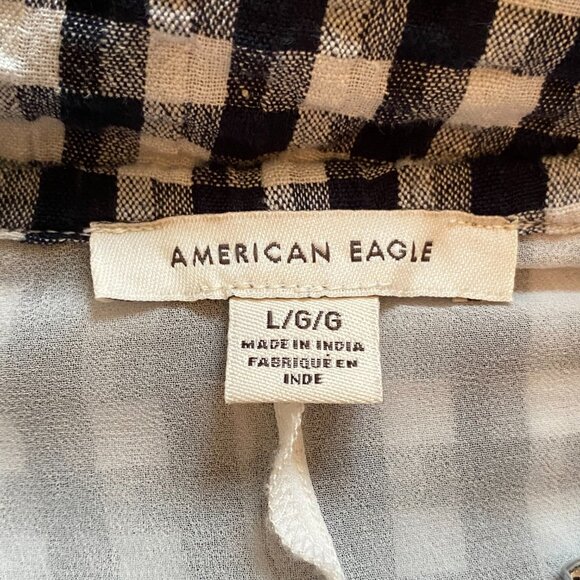 AMERICAN EAGLE
L/G/G
MADE IN INDIA
FABRIQUÉ EN
INDE